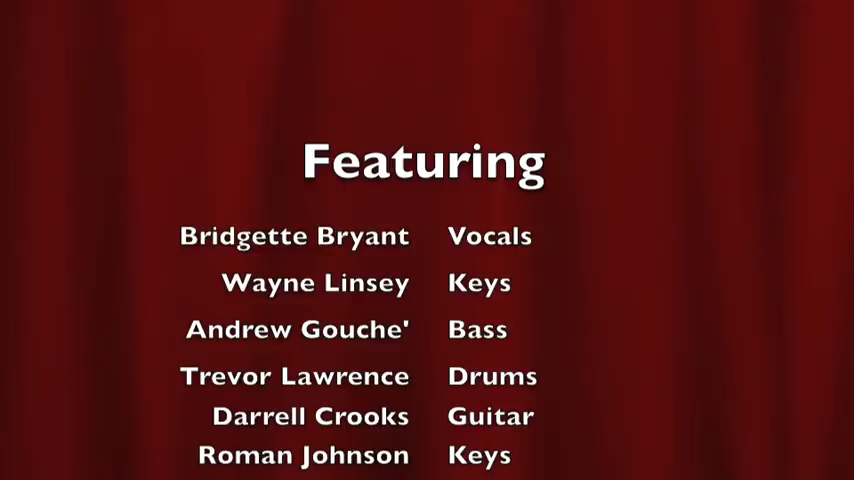 Featuring
Bridgette Bryant Vocals
Wayne Linsey Keys
Andrew Gouche' Bass
Trevor Lawrence Drums
Darrell Crooks Guitar
Roman Johnson Keys